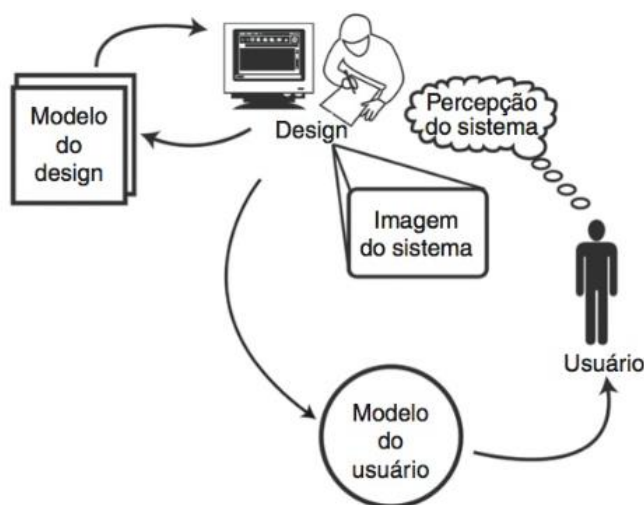 Modelo
do
design
Design
Percepção
do sistema
Imagem
do sistema
Usuário
Modelo
do
usuário